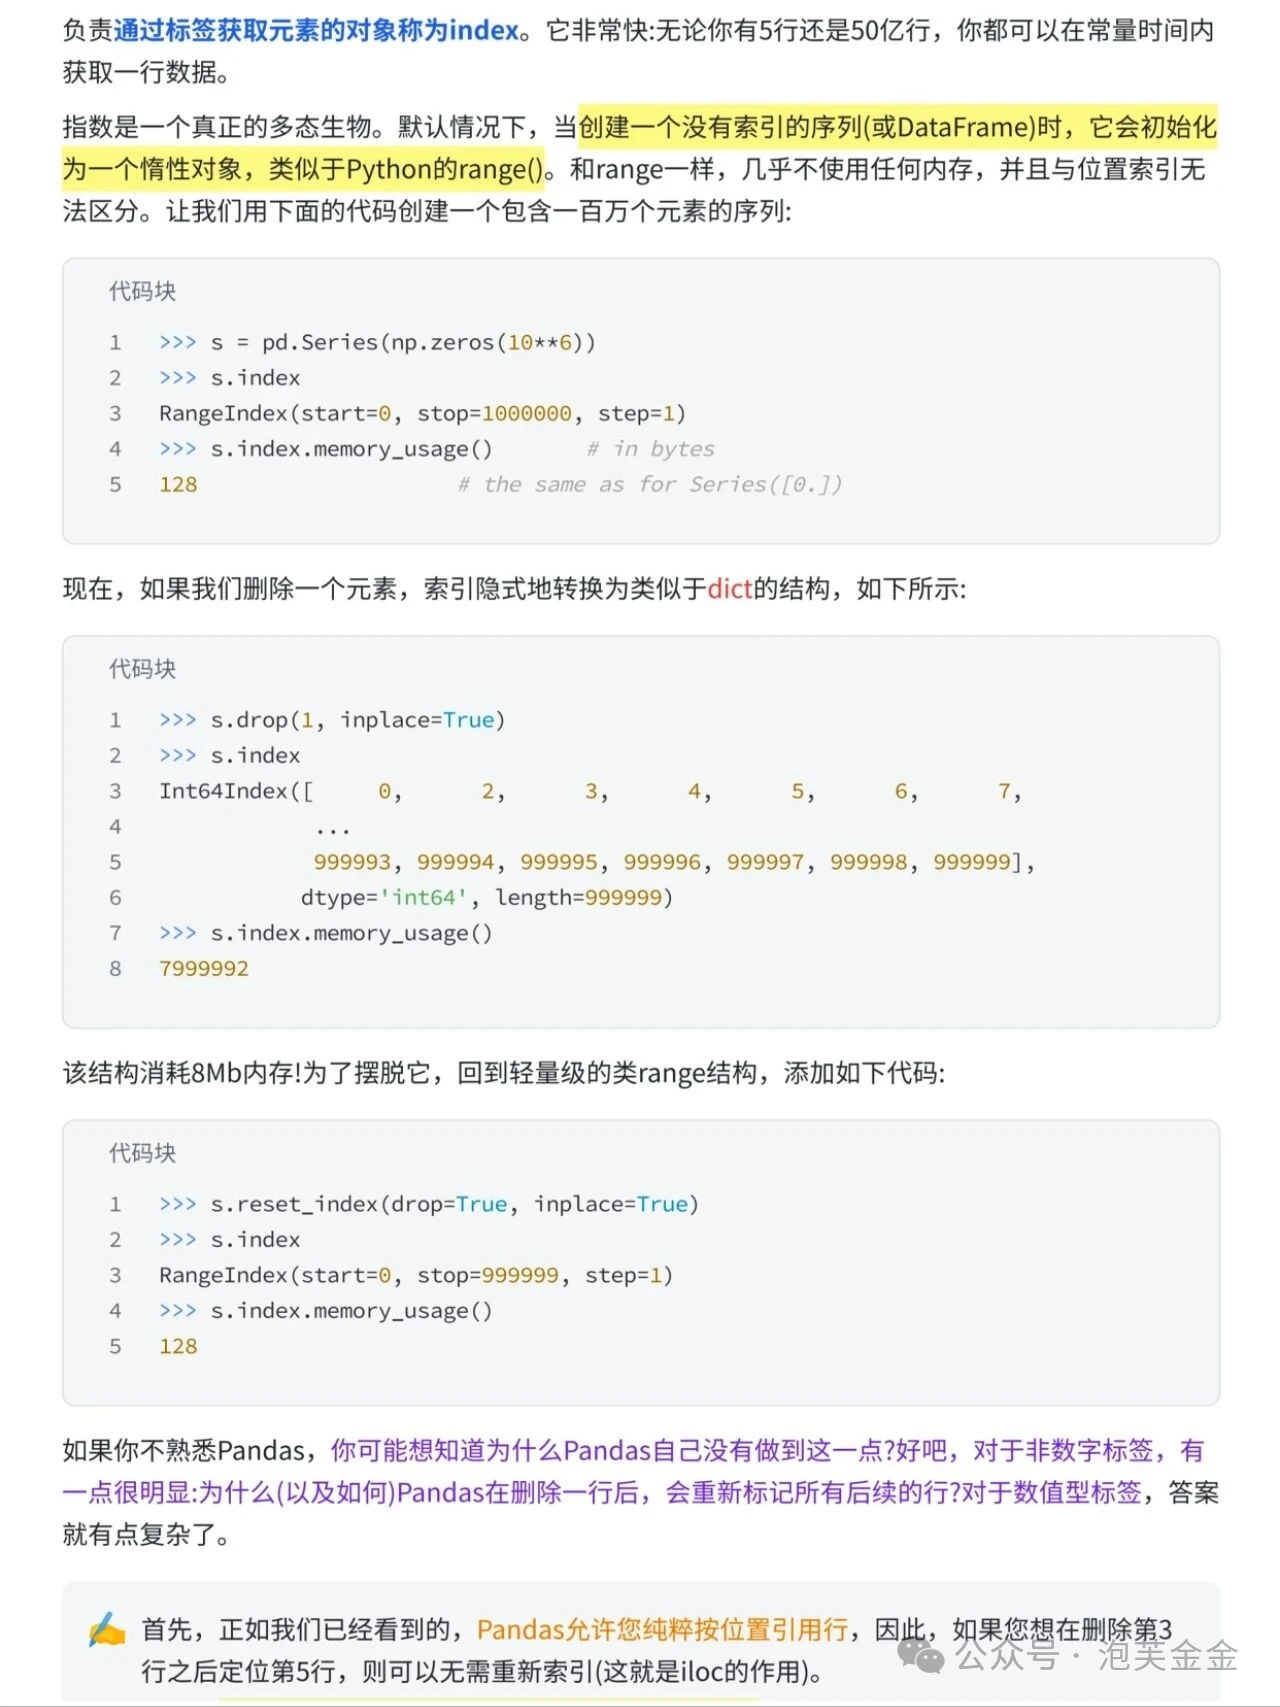 负责通过标签获取元素的对象称为index。它非常快:无论你有5行还是50亿行，你都可以在常量时间内
获取一行数据。
指数是一个真正的多态生物。默认情况下，当创建一个没有索引的序列(或DataFrame)时，它会初始化
为一个惰性对象，类似于Python的range()。和range一样，几乎不使用任何内存，并且与位置索引无
法区分。让我们用下面的代码创建一个包含一百万个元素的序列:
代码块
1 >>> s = pd.Series(np.zeros(10**6))
2 >>> s.index
3 RangeIndex(start=0, stop=1000000, step=1)
4 >>> s.index.memory_usage() # in bytes
5 128 # the same as for Series([0.])
现在，如果我们删除一个元素，索引隐式地转换为类似于dict的结构，如下所示:
代码块
1 >>> s.drop(1, inplace=True)
2 >>> s.index
3 Int64Index([ 0, 2, 3, 4, 5, 6, 7,
4 ...
5 999993, 999994, 999995, 999996, 999997, 999998, 999999],
6 dtype='int64', length=999999)
7 >>> s.index.memory_usage()
8 7999992
该结构消耗8Mb内存!为了摆脱它，回到轻量级的类range结构，添加如下代码:
代码块
1 >>> s.reset_index(drop=True, inplace=True)
2 >>> s.index
3 RangeIndex(start=0, stop=999999, step=1)
4 >>> s.index.memory_usage()
5 128
如果你不熟悉Pandas，你可能想知道为什么Pandas自己没有做到这一点?好吧，对于非数字标签，有
一点很明显:为什么(以及如何)Pandas在删除一行后，会重新标记所有后续的行?对于数值型标签，答案
就有点复杂了。
首先，正如我们已经看到的，Pandas允许您纯粹按位置引用行，因此，如果您想在删除第3
行之后定位第5行，则可以无需重新索引(这就是iloc的作用)。
公众号 · 泡芙金金